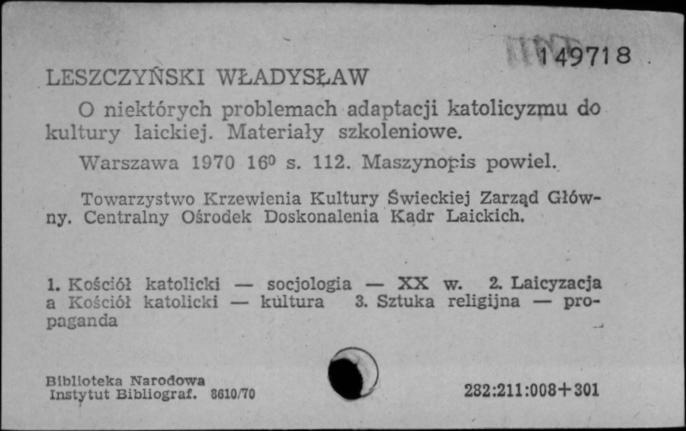 149718
LESZCZYŃSKI WŁADYSŁAW
O niektórych problemach adaptacji katolicyzmu do
kultury laickiej. Materiały szkoleniowe.
Warszawa 1970 16º s. 112. Maszynopis powiel.
Towarzystwo Krzewienia Kultury Świeckiej Zarząd Głów-
ny. Centralny Ośrodek Doskonalenia Kadr Laickich.
1. Kościół katolicki — socjologia — XX w. 2. Laicyzacja
a Kościół katolicki — kultura 3. Sztuka religijna — pro-
paganda
Biblioteka Narodowa
Instytut Bibliograf. 8610/70
282:211:008+301